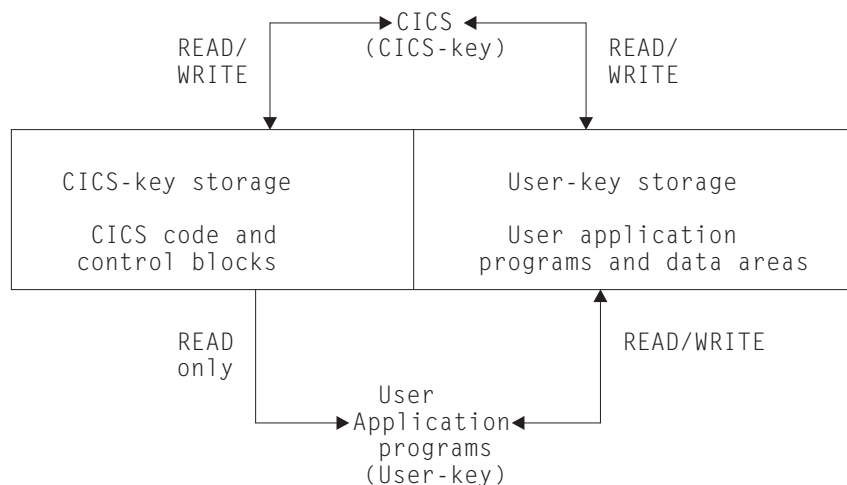 CICS
(CICS-key)
READ/
WRITE
READ/
WRITE
CICS-key storage
CICS code and
control blocks
User-key storage
User application
programs and data areas
READ
only
READ/WRITE
User
Application
programs
(User-key)